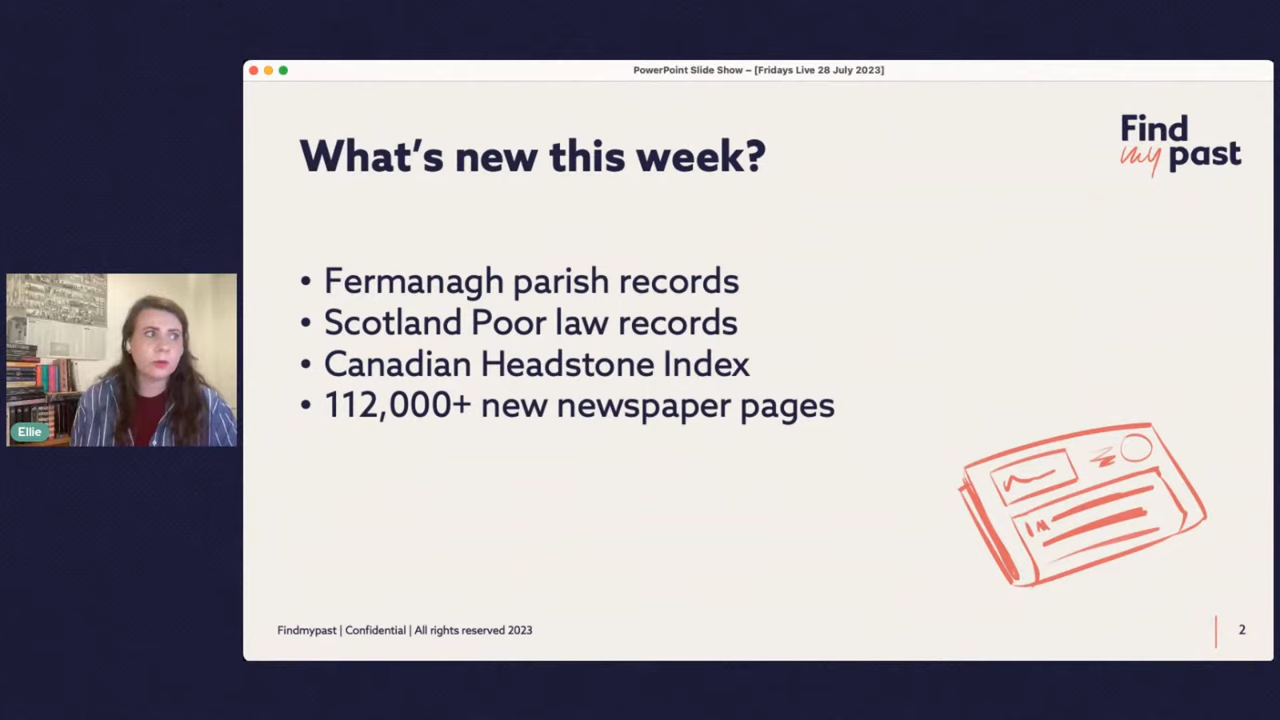 PowerPoint Slide Show – [Fridays Live 28 July 2023]
Find
my past
What's new this week?
• Fermanagh parish records
• Scotland Poor law records
• Canadian Headstone Index
• 112,000+ new newspaper pages
Ellie
Findmypast | Confidential | All rights reserved 2023
2